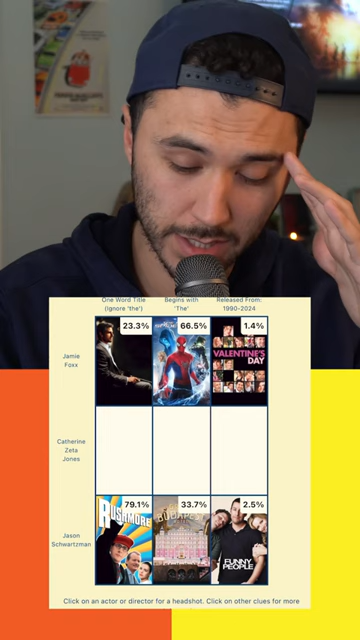 One Word Title
(Ignore 'the')
Begins with
'The'
Released From:
1990-2024
Jamie
Foxx
23.3%
66.5%
1.4%
VALENTINE'S
DAY
Catherine
Zeta
Jones
Jason
Schwartzman
79.1%
33.7%
2.5%
RUSHMORE
BUDAPEST
FUNNY
PEOPLE
Click on an actor or director for a headshot. Click on other clues for more